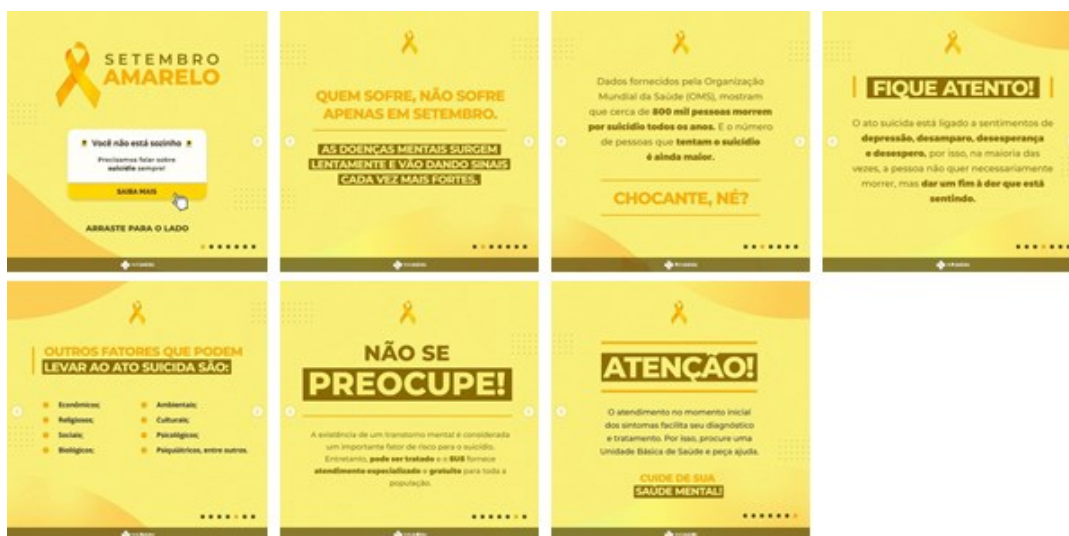 SETEMBRO
AMARELO
Você não está sozinho
Precisamos falar sobre
suicídio sempre!
SAIBA MAIS
ARRASTE PARA O LADO
QUEM SOFRE, NÃO SOFRE
APENAS EM SETEMBRO.
AS DOENÇAS MENTAIS SURGEM
LENTAMENTE E VÃO DANDO SINAIS
CADA VEZ MAIS FORTES.
Dados fornecidos pela Organização
Mundial da Saúde (OMS), mostram
que cerca de 800 mil pessoas morrem
por suicídio todos os anos. E o número
de pessoas que tentam o suicídio
é ainda maior.
CHOCANTE, NÉ?
FIQUE ATENTO!
O ato suicida está ligado a sentimentos de
depressão, desamparo, desesperança
e desespero, por isso, na maioria das
vezes, a pessoa não quer necessariamente
morrer, mas dar um fim à dor que está
sentindo.
OUTROS FATORES QUE PODEM
LEVAR AO ATO SUICIDA SÃO:
Econômicos;
Religiosos;
Sociais;
Biológicos;
Ambientais;
Culturais;
Psicológicos;
Psiquiátricos, entre outros.
NÃO SE
PREOCUPE!
A existência de um transtorno mental é considerada
um importante fator de risco para o suicídio.
Entretanto, pode ser tratado e o SUS fornece
atendimento especializado e gratuito para toda a
população.
ATENÇÃO!
O atendimento no momento inicial
dos sintomas facilita seu diagnóstico
e tratamento. Por isso, procure uma
Unidade Básica de Saúde e peça ajuda.
CUIDE DE SUA
SAÚDE MENTAL!